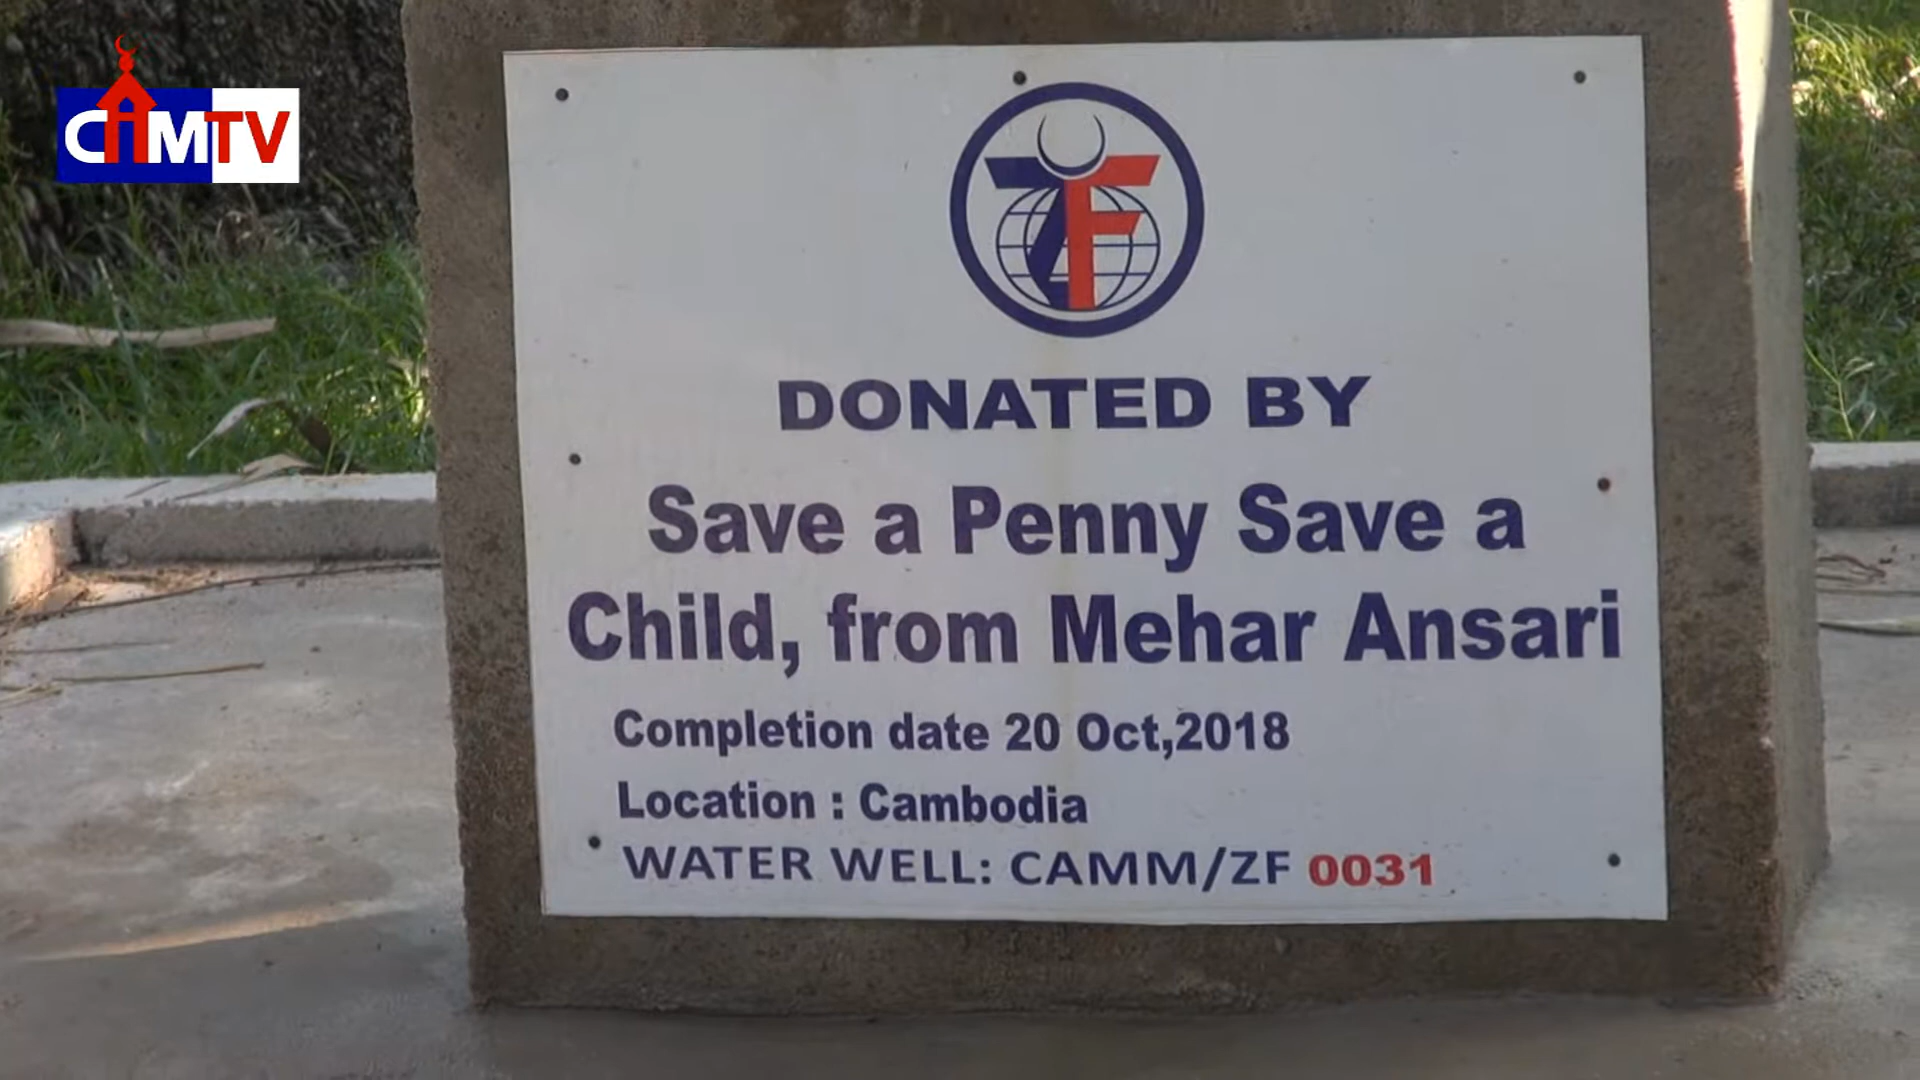 CAMTV
ZF
DONATED BY
Save a Penny Save a
Child, from Mehar Ansari
Completion date 20 Oct,2018
Location : Cambodia
WATER WELL: CAMM/ZF 0031